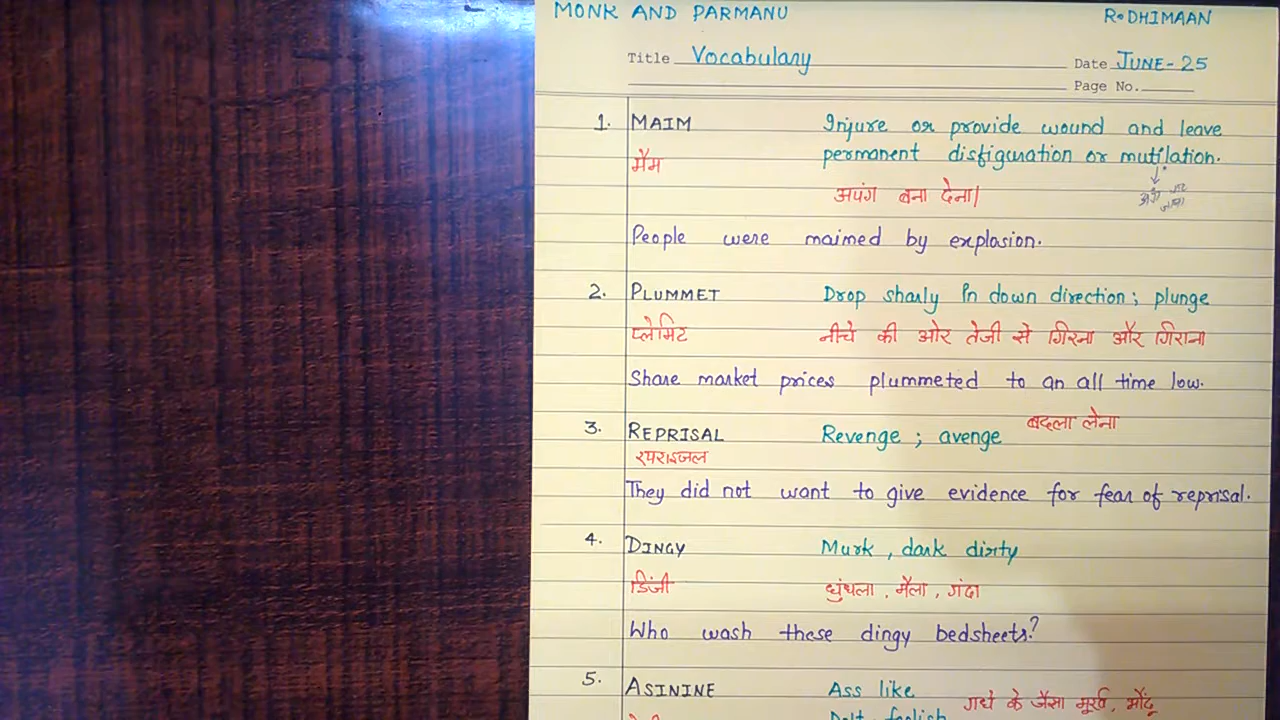 MONK AND PARMANU R. DHIMAAN
Title Vocabulary Date JUNE-25
Page No.
1. MAIM Injure or provide wound and leave
मैम permanent disfiguration or mutilation.
अपंग बना देना।
People were maimed by explosion.
2. PLUMMET Drop sharly in down direction; plunge
प्लेमिट नीचे की ओर तेजी से गिरना और गिराना
Share market prices plummeted to an all time low.
3. REPRISAL Revenge ; avenge बदला लेना
रपराइजल
They did not want to give evidence for fear of reprisal.
4. DINGY Murk, dark dirty
डिंजी धुंधला, मैला, गंदा
Who wash these dingy bedsheets?
5. ASININE Ass like गधे के जैसा मूर्ख, भोंदू